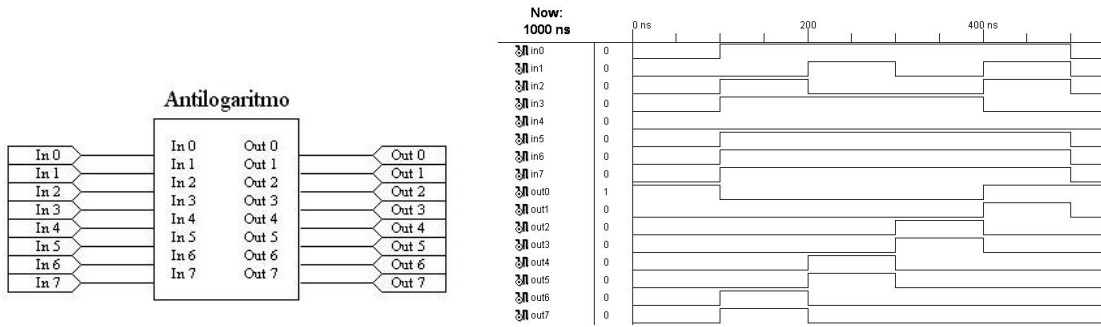 Antilogaritmo
In 0
In 1
In 2
In 3
In 4
In 5
In 6
In 7
In 0 Out 0
In 1 Out 1
In 2 Out 2
In 3 Out 3
In 4 Out 4
In 5 Out 5
In 6 Out 6
In 7 Out 7
Out 0
Out 1
Out 2
Out 3
Out 4
Out 5
Out 6
Out 7
Now:
1000 ns
0 ns 200 400 ns
in0 0
in1 0
in2 0
in3 0
in4 0
in5 0
in6 0
in7 0
out0 1
out1 0
out2 0
out3 0
out4 0
out5 0
out6 0
out7 0